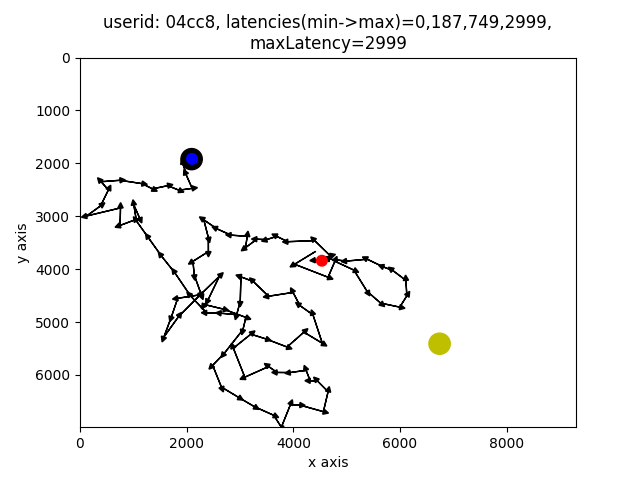 userid: 04cc8, latencies(min->max)=0,187,749,2999,
maxLatency=2999
0
1000
2000
3000
4000
5000
6000
y axis
0 2000 4000 6000 8000
x axis